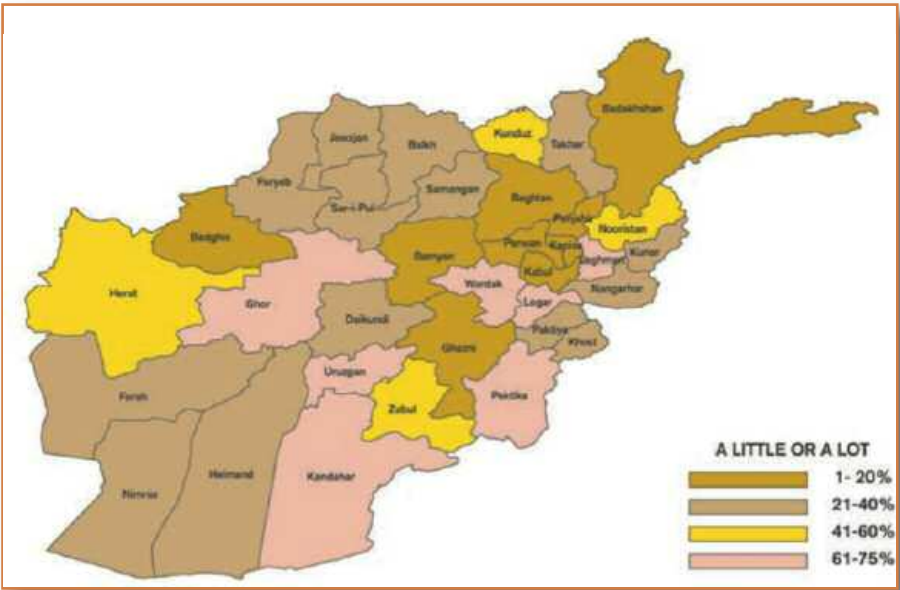 Badakhshan
Kunduz
Jawzjan
Balkh
Takhar
Faryab
Samangan
Baghlan
Sar-i-Pul
Nooristan
Badghis
Parwan
Kapisa
Kunar
Bamyan
Laghman
Kabul
Herat
Wardak
Nangarhar
Ghor
Logar
Daikundi
Paktiya
Khost
Ghazni
Uruzgan
Farah
Paktika
Zabul
Helmand
Kandahar
Nimroz
A LITTLE OR A LOT
1- 20%
21-40%
41-60%
61-75%